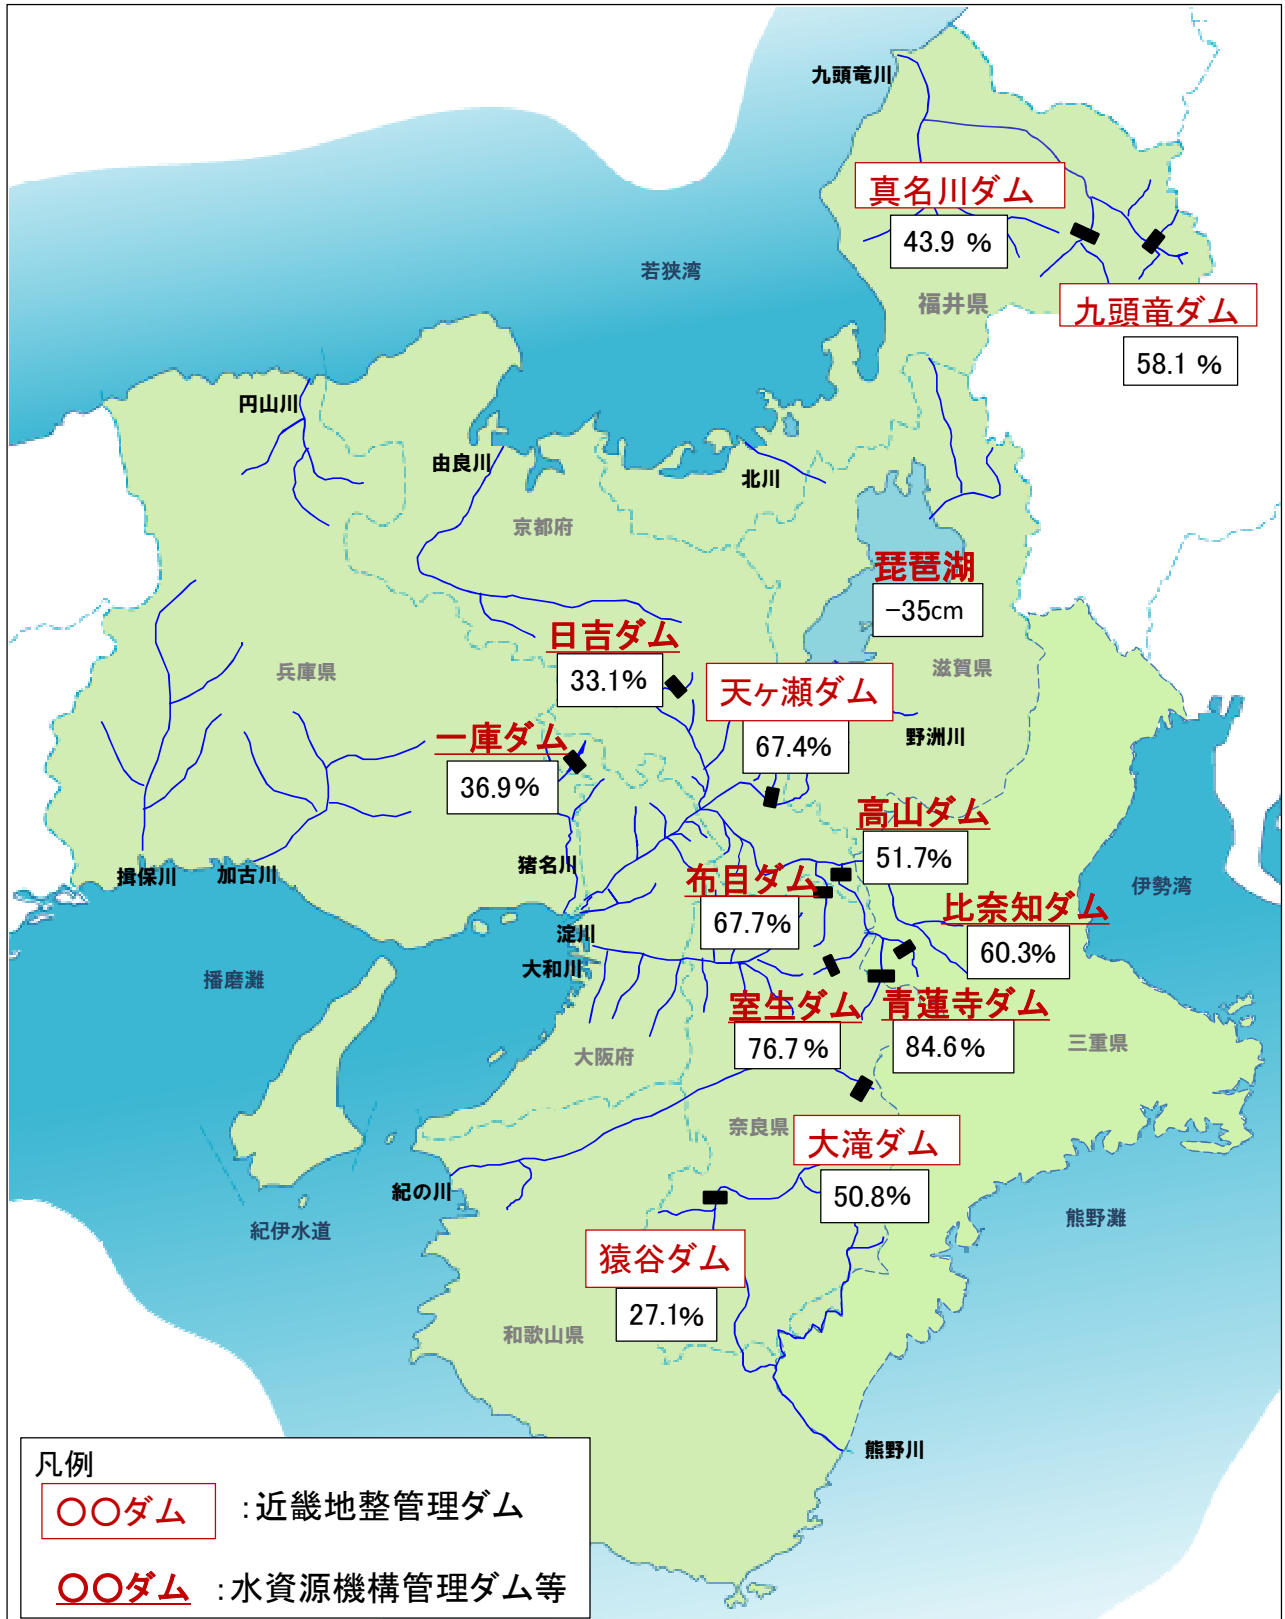 九頭竜川
真名川ダム
43.9 %
若狭湾
福井県
九頭竜ダム
58.1 %
円山川
由良川
北川
京都府
琵琶湖
-35cm
日吉ダム
33.1%
兵庫県
滋賀県
天ヶ瀬ダム
67.4%
野洲川
一庫ダム
36.9%
高山ダム
51.7%
猪名川
揖保川
加古川
布目ダム
67.7%
伊勢湾
比奈知ダム
60.3%
淀川
大和川
播磨灘
室生ダム
76.7%
青蓮寺ダム
84.6%
大阪府
三重県
奈良県
大滝ダム
50.8%
紀の川
紀伊水道
熊野灘
猿谷ダム
27.1%
和歌山県
熊野川
凡例
○○ダム :近畿地整管理ダム
○○ダム :水資源機構管理ダム等